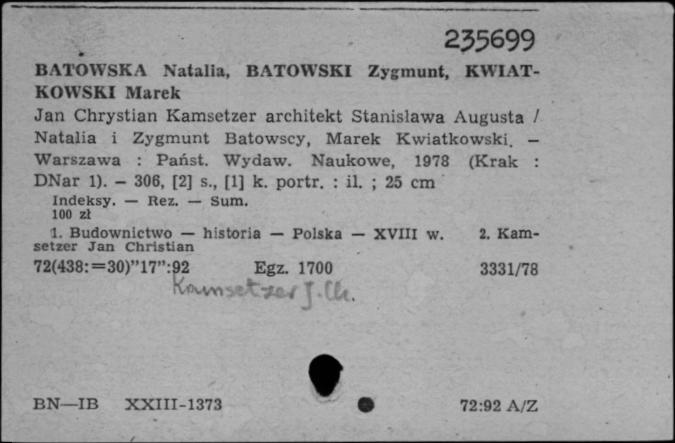 235699
BATOWSKA Natalia, BATOWSKI Zygmunt, KWIAT-
KOWSKI Marek
Jan Chrystian Kamsetzer architekt Stanisława Augusta /
Natalia i Zygmunt Batowscy, Marek Kwiatkowski. —
Warszawa : Państ. Wydaw. Naukowe, 1978 (Krak :
DNar 1). — 306, [2] s., [1] k. portr. : il. ; 25 cm
Indeksy. — Rez. — Sum.
100 zł
1. Budownictwo — historia — Polska — XVIII w. 2. Kam-
setzer Jan Christian
72(438:=30)"17":92 Egz. 1700 3331/78
Kamsetzer J. Ch.
BN—IB XXIII-1373 72:92 A/Z